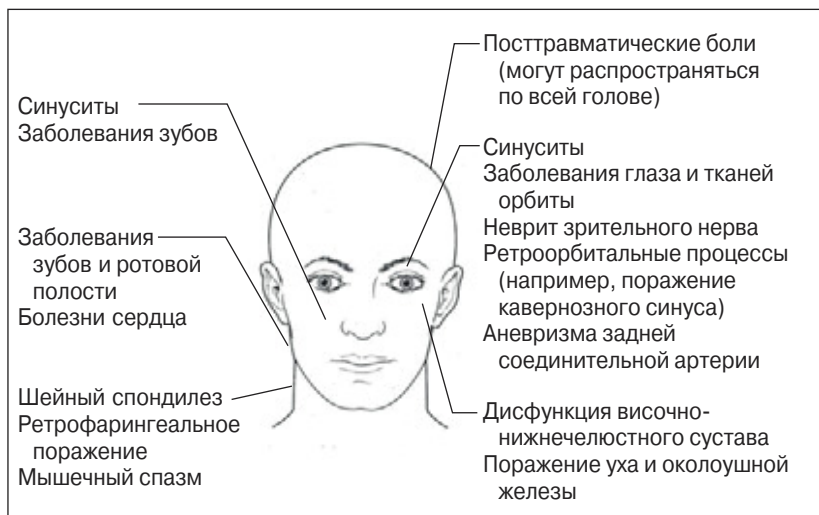 Синуситы
Заболевания зубов
Заболевания
зубов и ротовой
полости
Болезни сердца
Шейный спондилез
Ретрофарингеальное
поражение
Мышечный спазм
Посттравматические боли
(могут распространяться
по всей голове)
Синуситы
Заболевания глаза и тканей
орбиты
Неврит зрительного нерва
Ретроорбитальные процессы
(например, поражение
кавернозного синуса)
Аневризма задней
соединительной артерии
Дисфункция височно-
нижнечелюстного сустава
Поражение уха и околоушной
железы